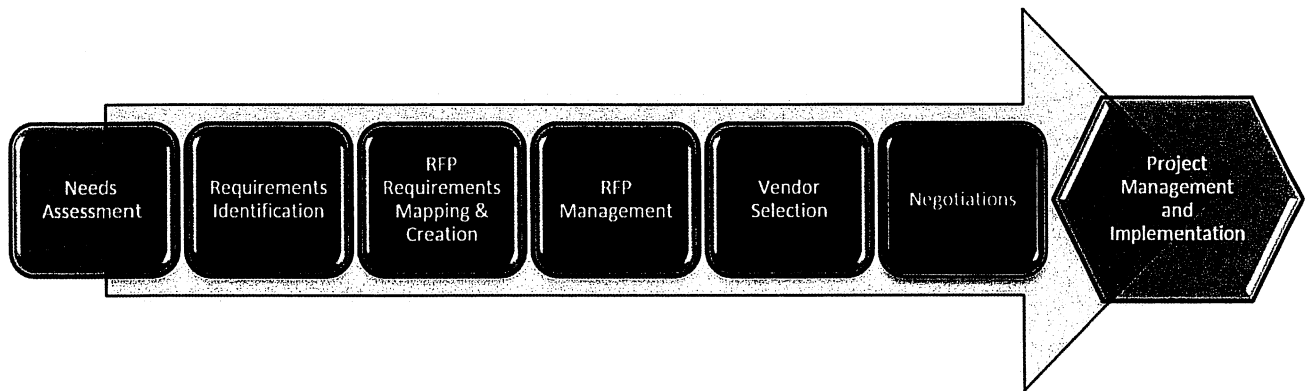 Needs
Assessment
Requirements
Identification
RFP
Requirements
Mapping &
Creation
RFP
Management
Vendor
Selection
Negotiations
Project
Management
and
Implementation